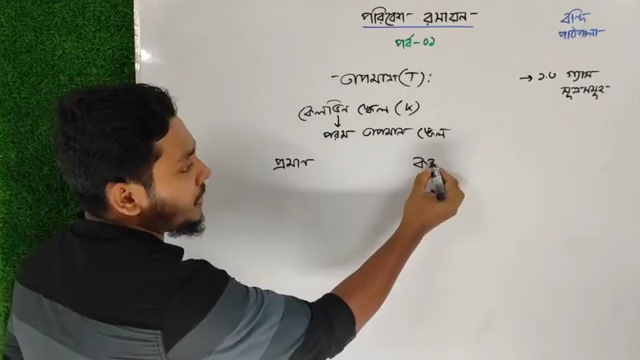 পরিবেশ রসায়ন
পর্ব-০১
বন্দি
পাঠশালা
-তাপমাত্রা(T):
→ ১.০ গ্যাস
সূত্রসমূহ
কেলভিন স্কেল (K)
↓
পরম তাপমাত্রা স্কেল
প্রমাণ